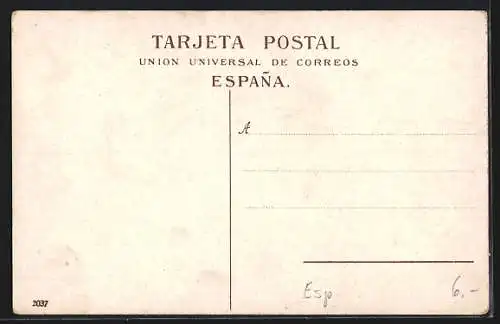 TARJETA POSTAL
UNION UNIVERSAL DE CORREOS
ESPAÑA.
A
2037
Esp
6.-